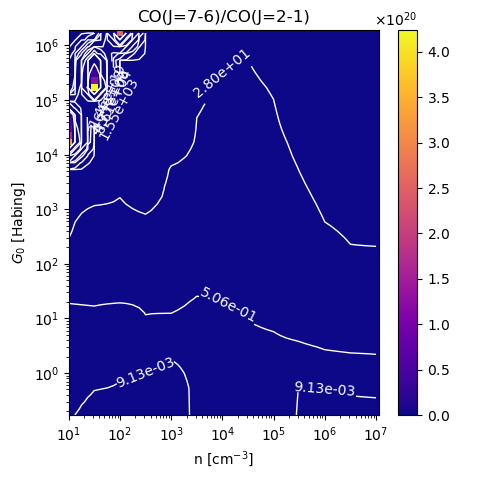 CO(J=7-6)/CO(J=2-1)
×10²⁰
10⁶
10⁵
10⁴
10³
10²
10¹
10⁰
G₀ [Habing]
2.80e+01
1.55e+03
5.06e-01
9.13e-03
9.13e-03
10¹ 10² 10³ 10⁴ 10⁵ 10⁶ 10⁷
n [cm⁻³]
4.0
3.5
3.0
2.5
2.0
1.5
1.0
0.5
0.0